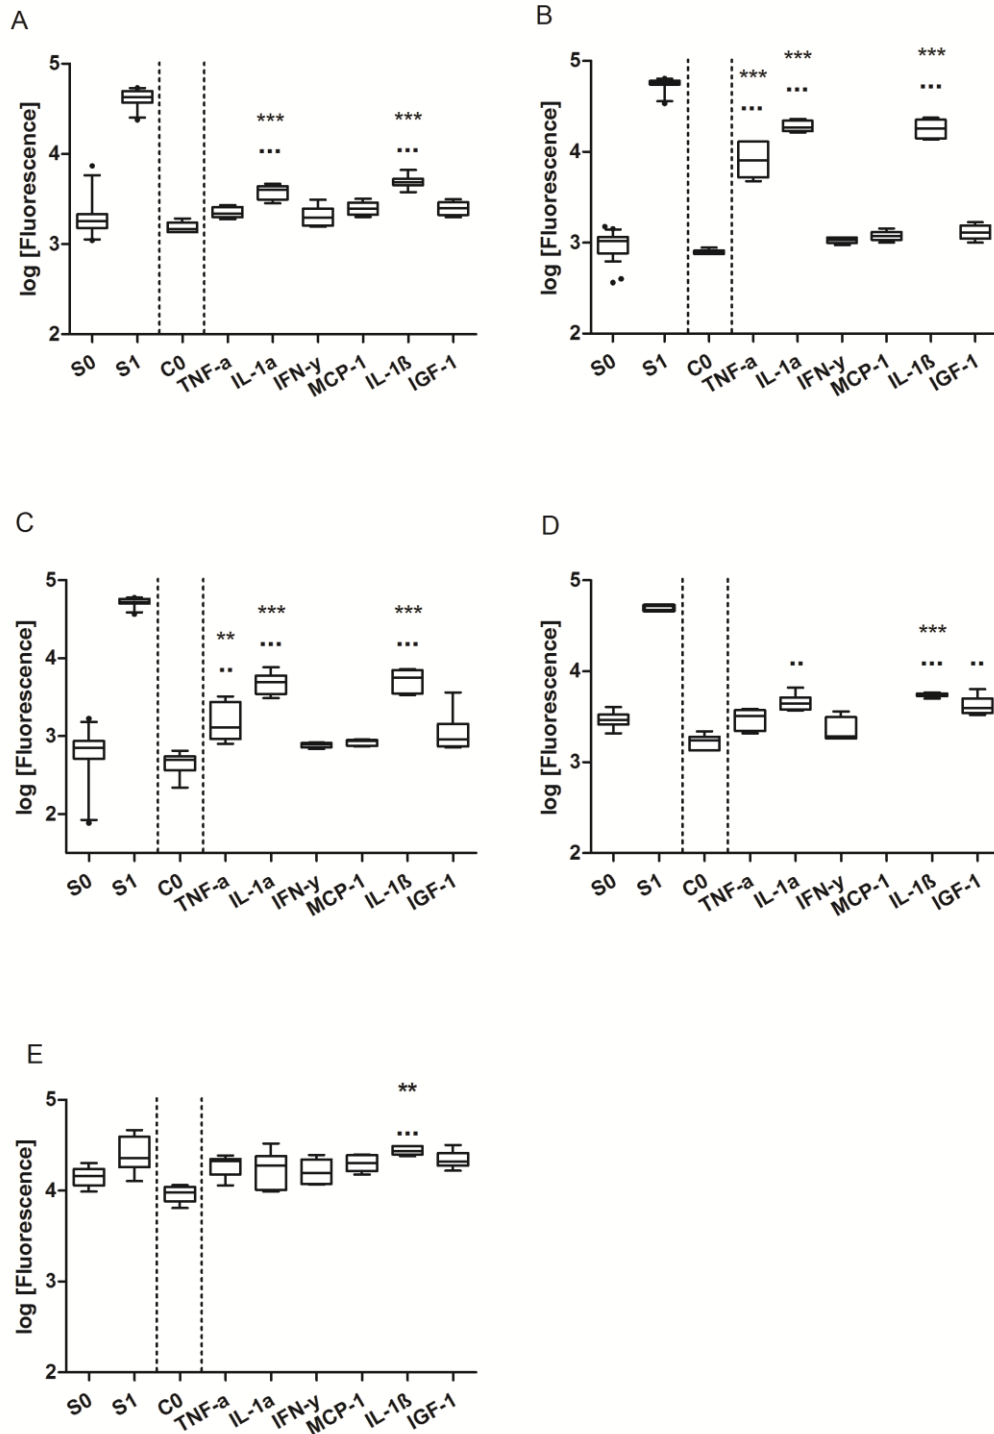 A
log [Fluorescence]
5
4
3
2
*** ***
S0 S1 C0 TNF-a IL-1a IFN-y MCP-1 IL-1ß IGF-1
B
log [Fluorescence]
5
4
3
2
*** *** ***
S0 S1 C0 TNF-a IL-1a IFN-y MCP-1 IL-1ß IGF-1
C
log [Fluorescence]
5
4
3
2
** *** ***
S0 S1 C0 TNF-a IL-1a IFN-y MCP-1 IL-1ß IGF-1
D
log [Fluorescence]
5
4
3
2
***
S0 S1 C0 TNF-a IL-1a IFN-y MCP-1 IL-1ß IGF-1
E
log [Fluorescence]
5
4
3
2
**
S0 S1 C0 TNF-a IL-1a IFN-y MCP-1 IL-1ß IGF-1